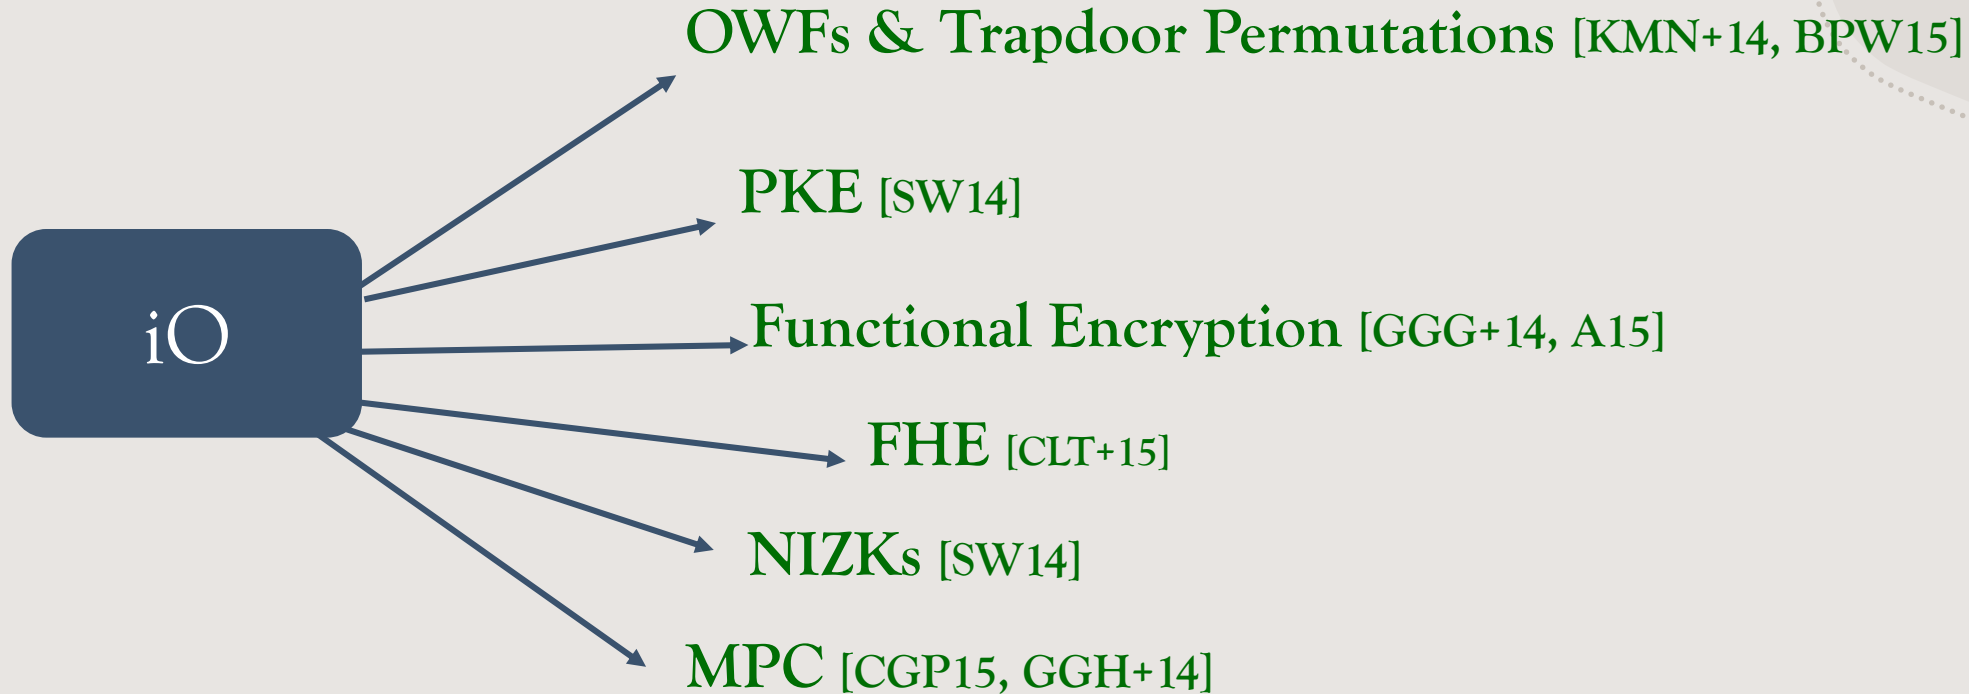 OWFs & Trapdoor Permutations [KMN+14, BPW15]
PKE [SW14]
iO
Functional Encryption [GGG+14, A15]
FHE [CLT+15]
NIZKs [SW14]
MPC [CGP15, GGH+14]